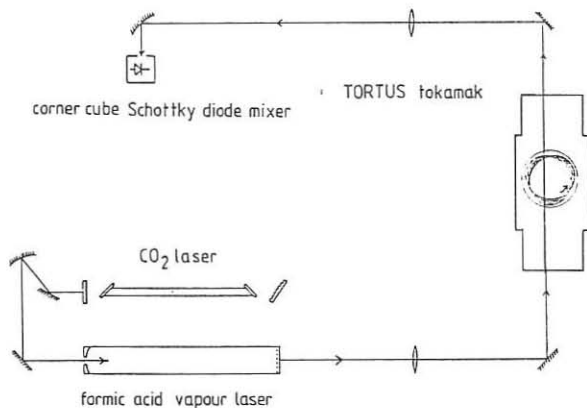 corner cube Schottky diode mixer
TORTUS tokamak
CO2 laser
formic acid vapour laser